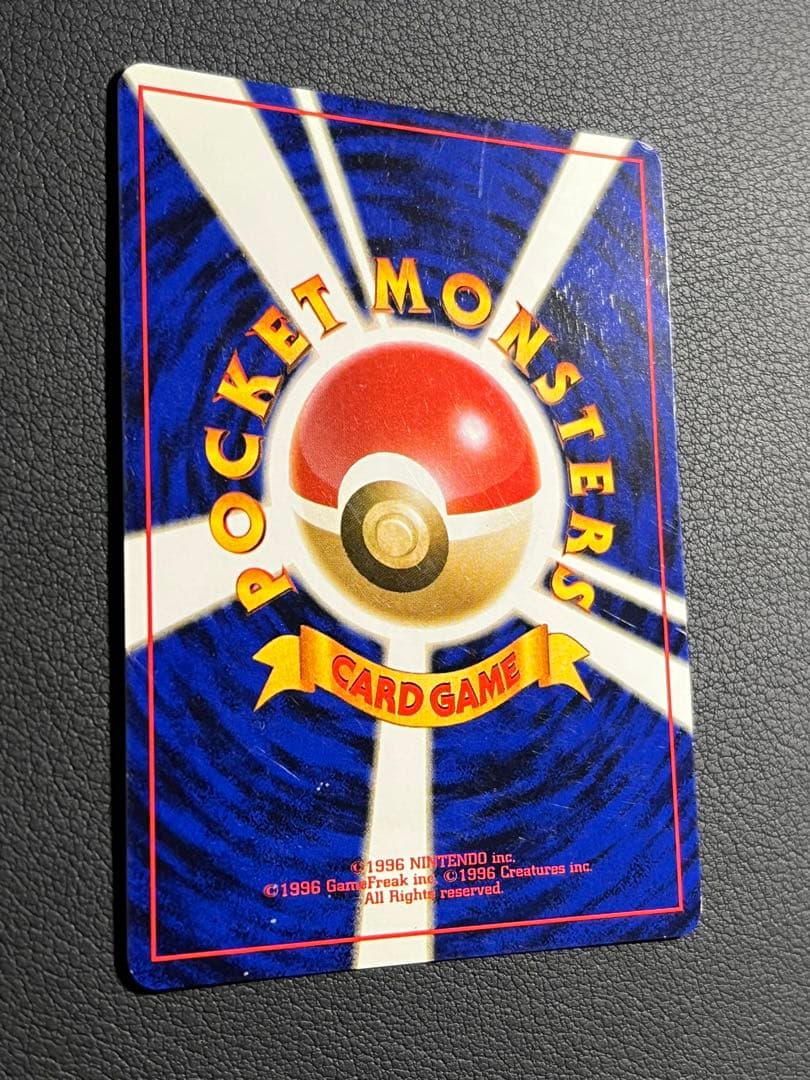 POCKET MONSTERS
CARD GAME
©1996 NINTENDO inc.
©1996 GameFreak inc. ©1996 Creatures inc.
All Rights reserved.